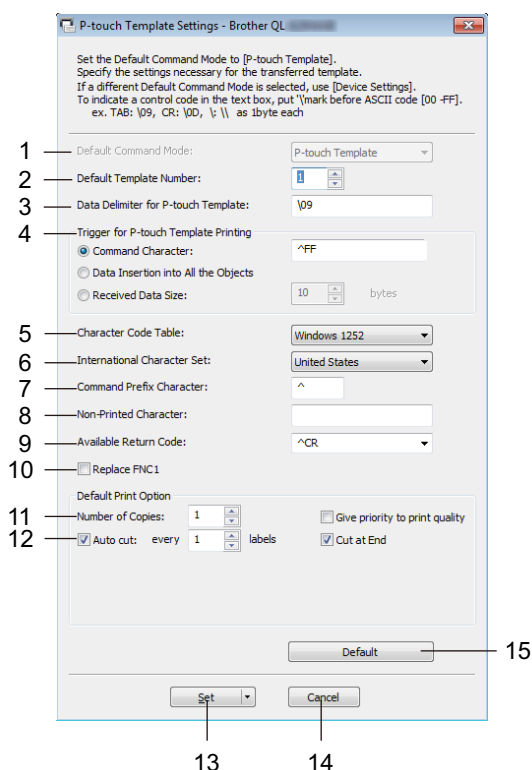 P-touch Template Settings - Brother QL
Set the Default Command Mode to [P-touch Template].
Specify the settings necessary for the transferred template.
If a different Default Command Mode is selected, use [Device Settings].
To indicate a control code in the text box, put '\'mark before ASCII code [00 -FF].
ex. TAB: \09, CR: \0D, \: \\ as 1byte each
1 Default Command Mode: P-touch Template
2 Default Template Number: 1
3 Data Delimiter for P-touch Template: \09
4 Trigger for P-touch Template Printing
Command Character: ^FF
Data Insertion into All the Objects
Received Data Size: 10 bytes
5 Character Code Table: Windows 1252
6 International Character Set: United States
7 Command Prefix Character: ^
8 Non-Printed Character:
9 Available Return Code: ^CR
10 Replace FNC1
Default Print Option
11 Number of Copies: 1 Give priority to print quality
12 Auto cut: every 1 labels Cut at End
Default 15
Set Cancel
13 14